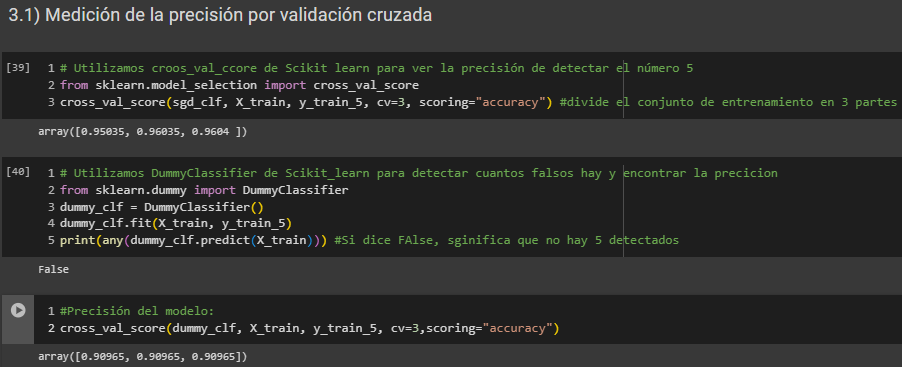 3.1) Medición de la precisión por validación cruzada
[39] 1 # Utilizamos croos_val_ccore de Scikit learn para ver la precisión de detectar el número 5
2 from sklearn.model_selection import cross_val_score
3 cross_val_score(sgd_clf, X_train, y_train_5, cv=3, scoring="accuracy") #divide el conjunto de entrenamiento en 3 partes
array([0.95035, 0.96035, 0.9604 ])
[40] 1 # Utilizamos DummyClassifier de Scikit_learn para detectar cuantos falsos hay y encontrar la precicion
2 from sklearn.dummy import DummyClassifier
3 dummy_clf = DummyClassifier()
4 dummy_clf.fit(X_train, y_train_5)
5 print(any(dummy_clf.predict(X_train))) #Si dice FAlse, sginifica que no hay 5 detectados
False
1 #Precisión del modelo:
2 cross_val_score(dummy_clf, X_train, y_train_5, cv=3,scoring="accuracy")
array([0.90965, 0.90965, 0.90965])